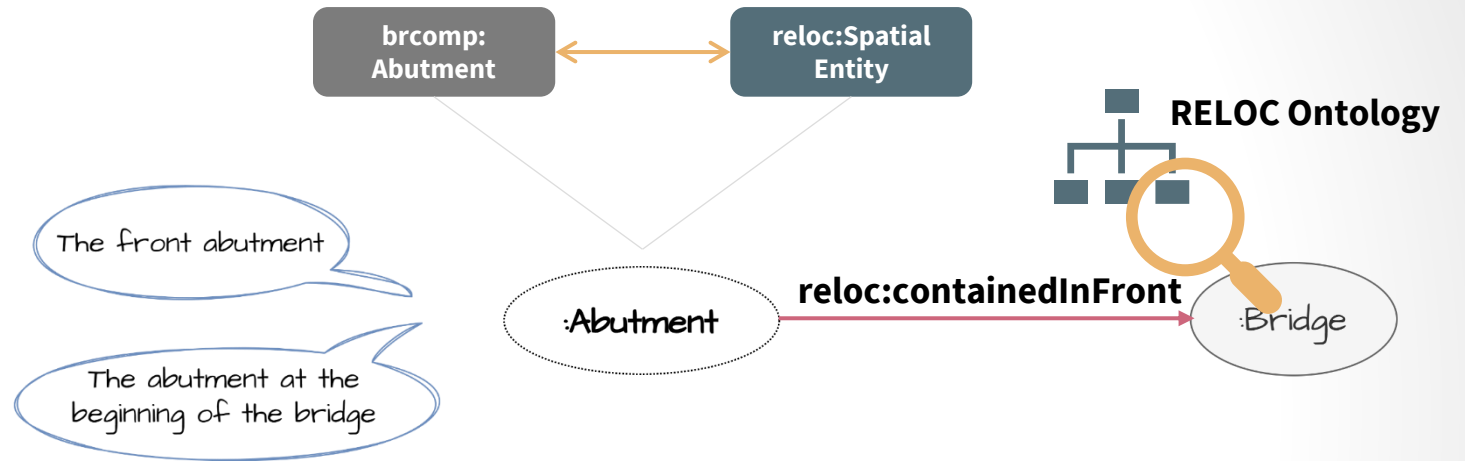 brcomp:
Abutment
reloc:Spatial
Entity
RELOC Ontology
The front abutment
:Abutment
reloc:containedInFront
:Bridge
The abutment at the
beginning of the bridge